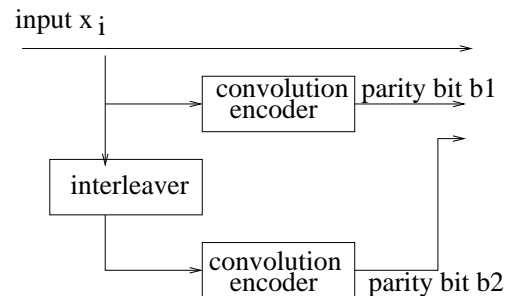 input x i
convolution
encoder
parity bit b1
interleaver
convolution
encoder
parity bit b2